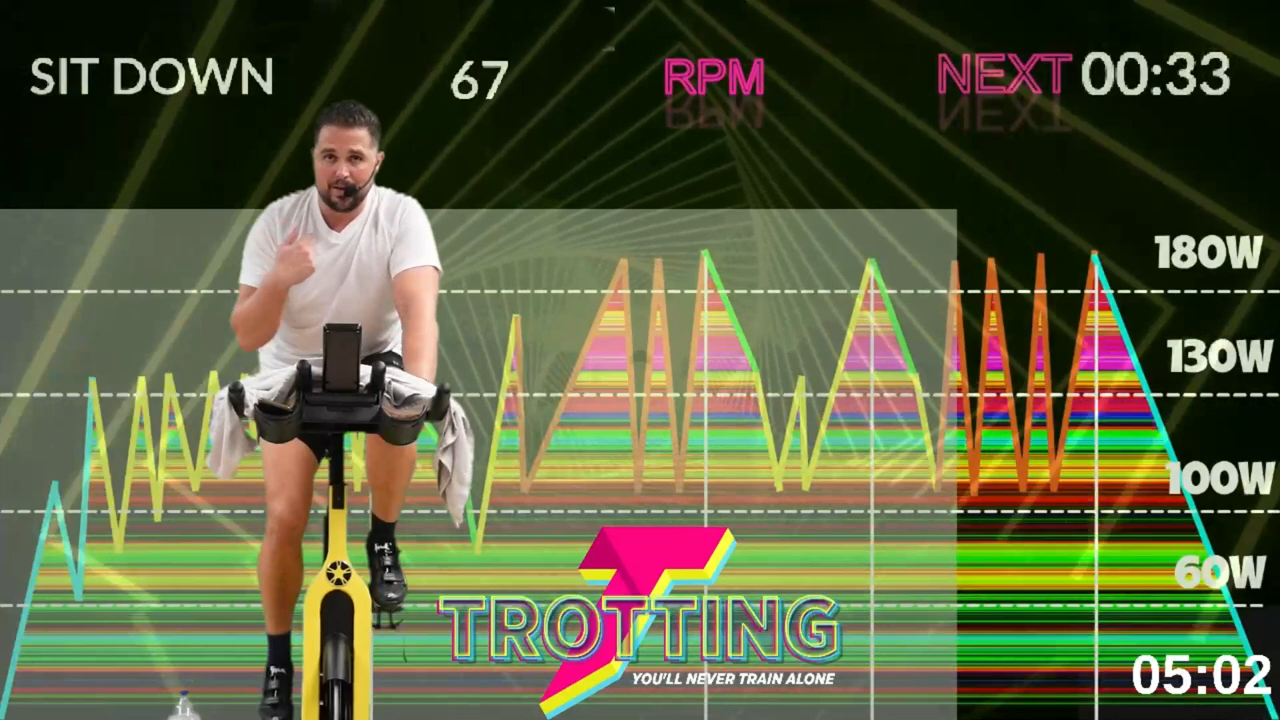 SIT DOWN
67
RPM
NEXT 00:33
180W
130W
100W
60W
TROTTING
YOU'LL NEVER TRAIN ALONE
05:02